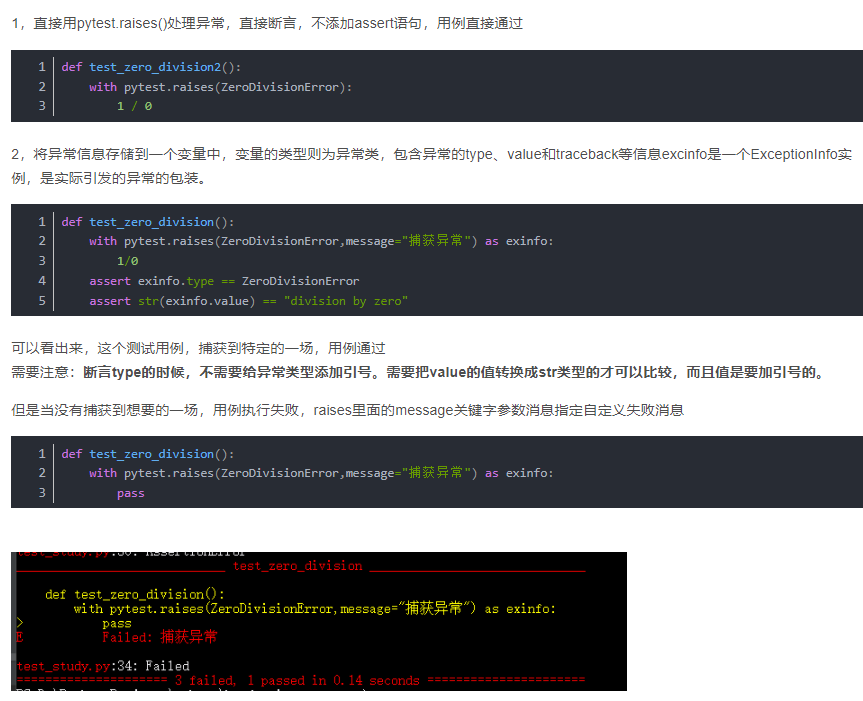 1，直接用pytest.raises()处理异常，直接断言，不添加assert语句，用例直接通过
1 def test_zero_division2():
2     with pytest.raises(ZeroDivisionError):
3         1 / 0
2，将异常信息存储到一个变量中，变量的类型则为异常类，包含异常的type、value和traceback等信息excinfo是一个ExceptionInfo实
例，是实际引发的异常的包装。
1 def test_zero_division():
2     with pytest.raises(ZeroDivisionError,message="捕获异常") as exinfo:
3         1/0
4     assert exinfo.type == ZeroDivisionError
5     assert str(exinfo.value) == "division by zero"
可以看出来，这个测试用例，捕获到特定的一场，用例通过
需要注意：断言type的时候，不需要给异常类型添加引号。需要把value的值转换成str类型的才可以比较，而且值是要加引号的。
但是当没有捕获到想要的一场，用例执行失败，raises里面的message关键字参数消息指定自定义失败消息
1 def test_zero_division():
2     with pytest.raises(ZeroDivisionError,message="捕获异常") as exinfo:
3         pass
test_study.py:30: AssertionError
test_zero_division
def test_zero_division():
    with pytest.raises(ZeroDivisionError,message="捕获异常") as exinfo:
>       pass
E       Failed: 捕获异常
test_study.py:34: Failed
===================== 3 failed, 1 passed in 0.14 seconds ======================